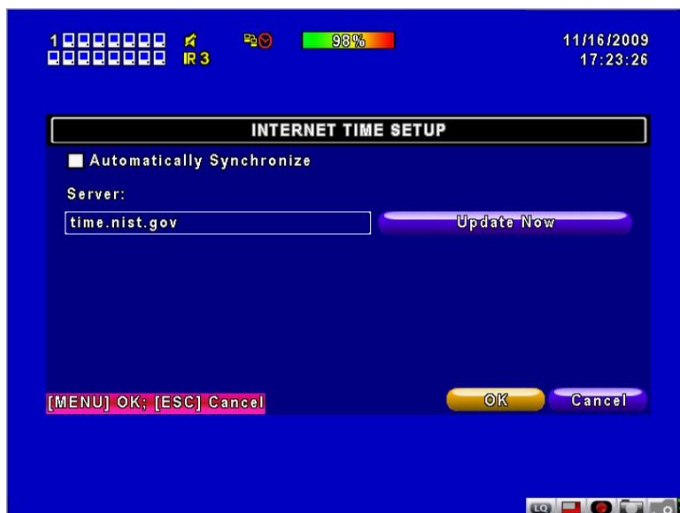 1
IR 3
98%
11/16/2009
17:23:26
INTERNET TIME SETUP
Automatically Synchronize
Server:
time.nist.gov
Update Now
[MENU] OK; [ESC] Cancel
OK
Cancel
LQ